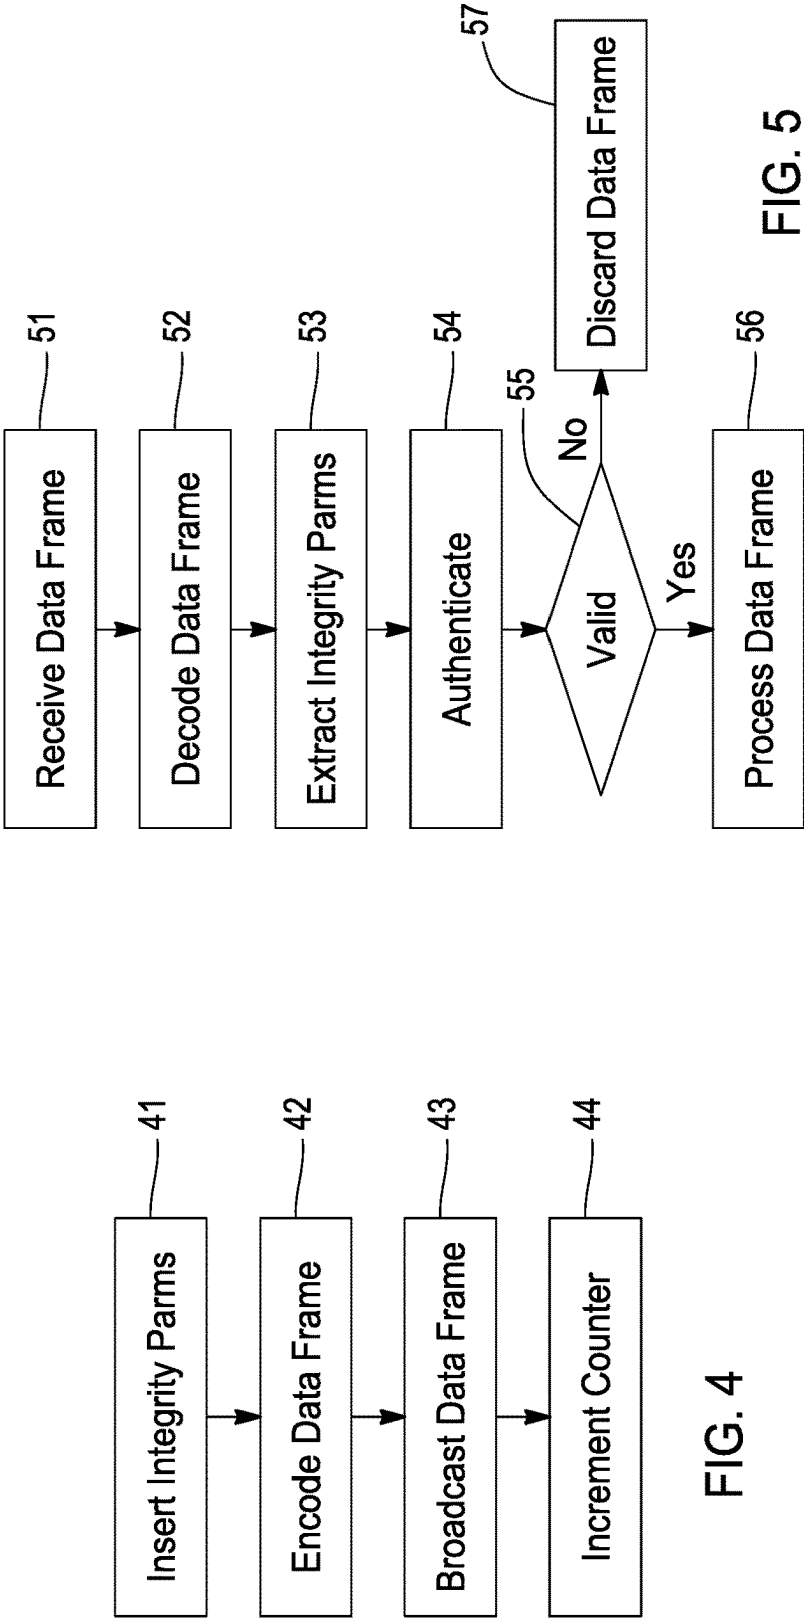 41
Insert Integrity Parms
42
Encode Data Frame
43
Broadcast Data Frame
44
Increment Counter
FIG. 4
51
Receive Data Frame
52
Decode Data Frame
53
Extract Integrity Parms
54
Authenticate
55
Valid
No
57
Discard Data Frame
Yes
56
Process Data Frame
FIG. 5